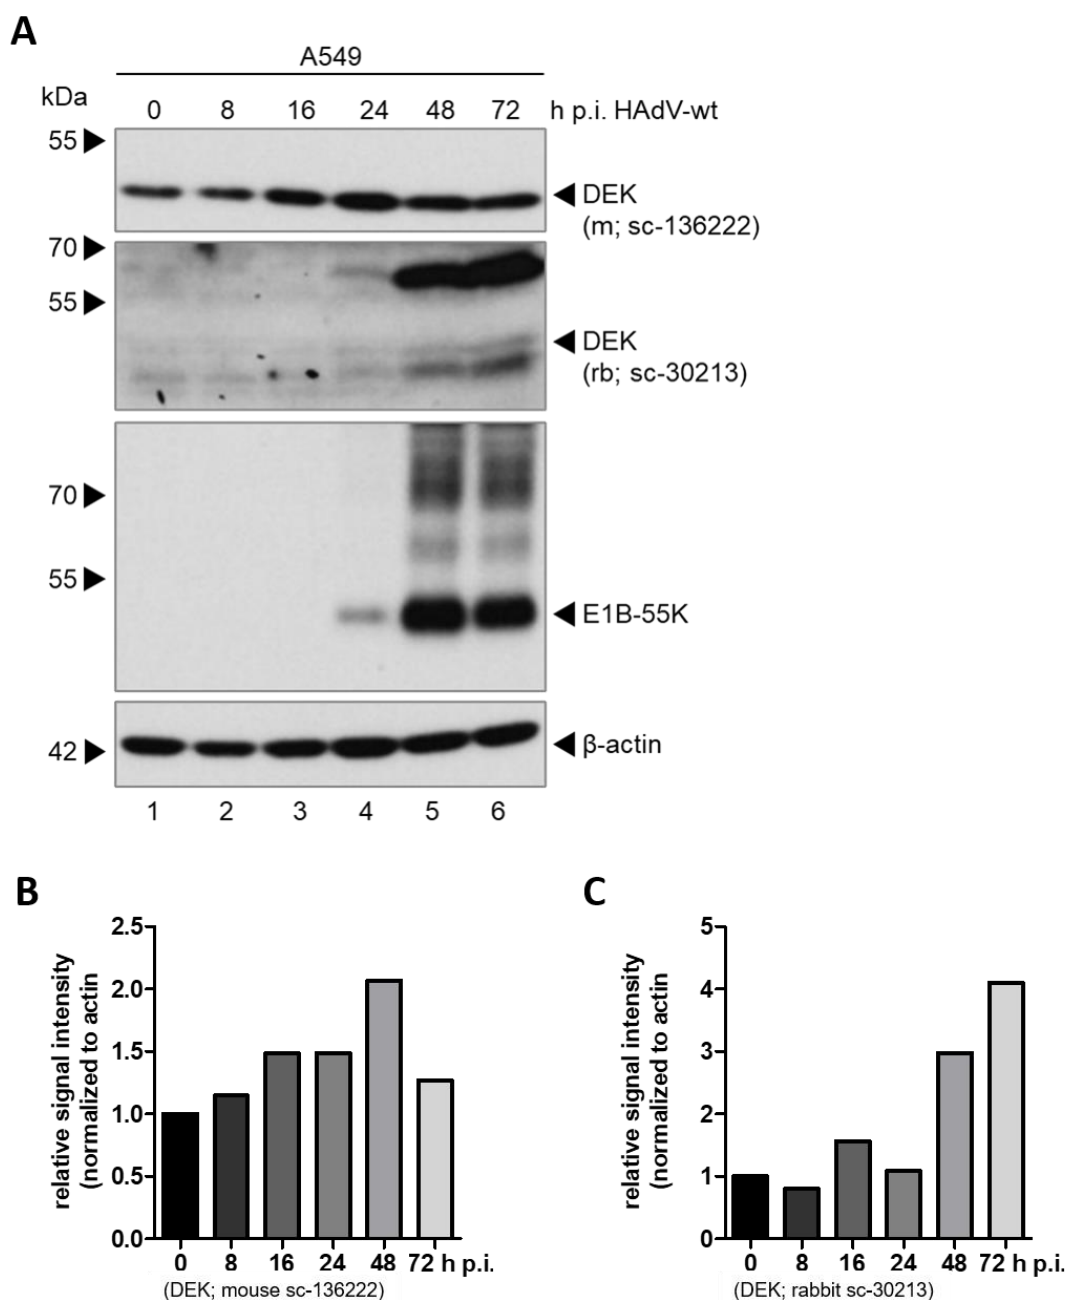 A
A549
kDa
0 8 16 24 48 72 h p.i. HAdV-wt
55
DEK
(m; sc-136222)
70
55
DEK
(rb; sc-30213)
70
55
E1B-55K
42
β-actin
1 2 3 4 5 6
B
relative signal intensity
(normalized to actin
2.5
2.0
1.5
1.0
0.5
0.0
0 8 16 24 48 72 h p.i.
(DEK; mouse sc-136222)
C
relative signal intensity
(normalized to actin
5
4
3
2
1
0
0 8 16 24 48 72 h p.i.
(DEK; rabbit sc-30213)